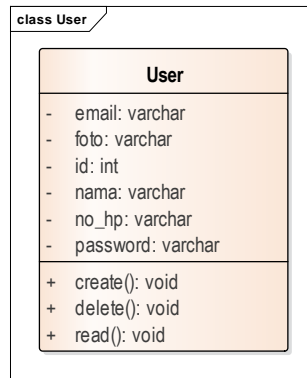 class User
User
- email: varchar
- foto: varchar
- id: int
- nama: varchar
- no_hp: varchar
- password: varchar
+ create(): void
+ delete(): void
+ read(): void